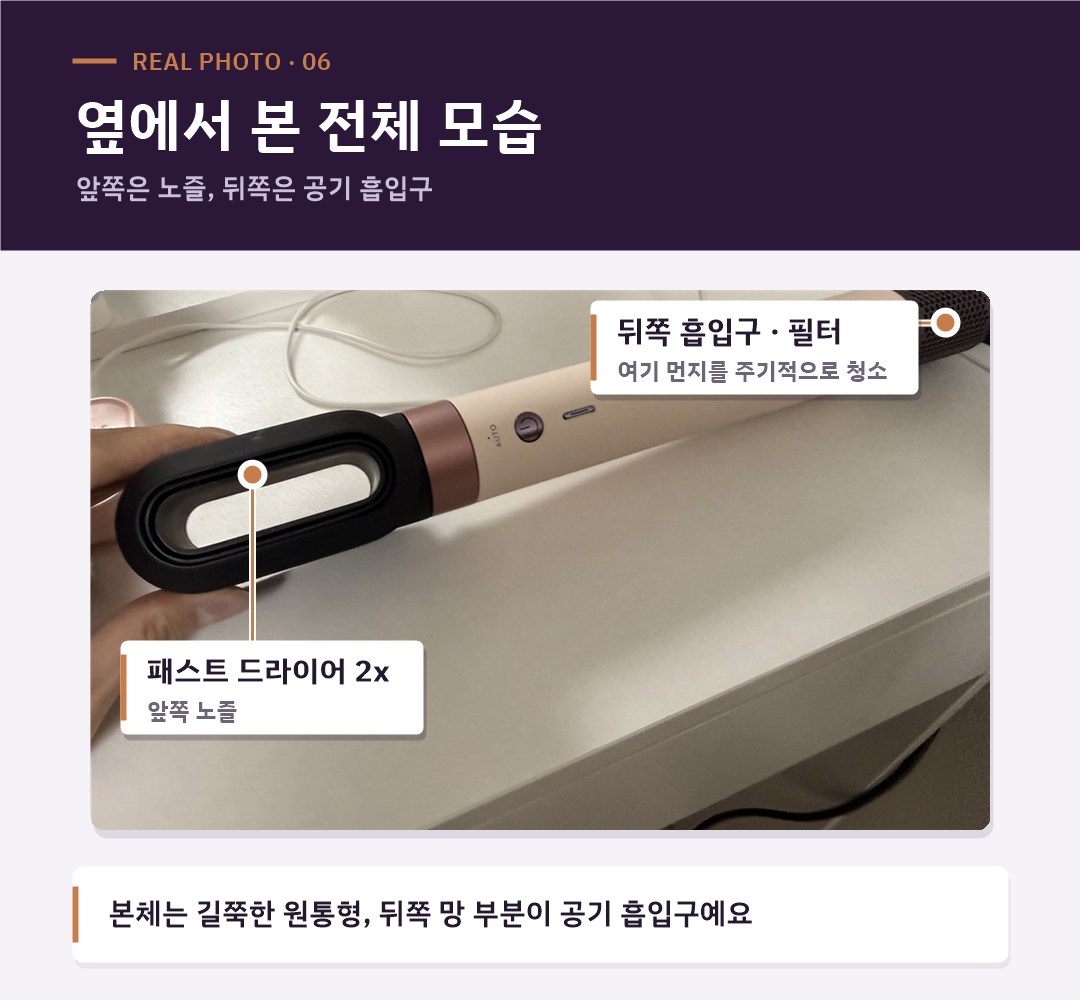 REAL PHOTO · 06
옆에서 본 전체 모습
앞쪽은 노즐, 뒤쪽은 공기 흡입구
뒤쪽 흡입구 · 필터
여기 먼지를 주기적으로 청소
AUTO
패스트 드라이어 2x
앞쪽 노즐
본체는 길쭉한 원통형, 뒤쪽 망 부분이 공기 흡입구예요